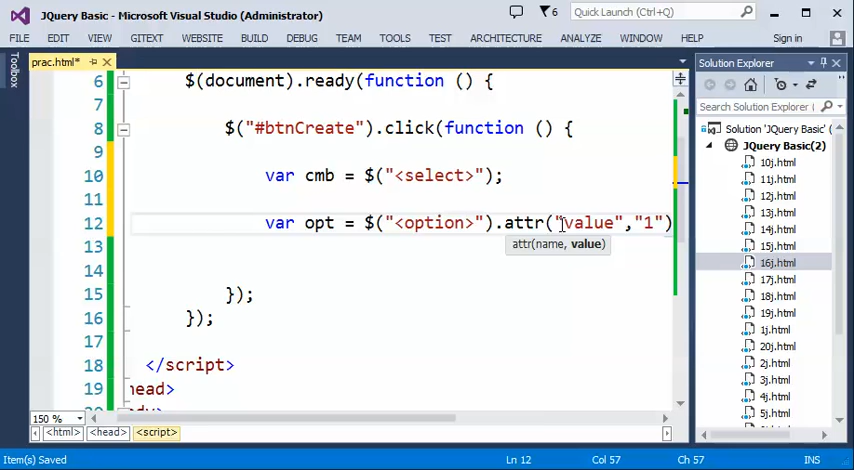 JQuery Basic - Microsoft Visual Studio (Administrator)
6
Quick Launch (Ctrl+Q)
FILE EDIT VIEW GITEXT WEBSITE BUILD DEBUG TEAM TOOLS TEST ARCHITECTURE ANALYZE WINDOW HELP Sign in
Toolbox
prac.html*
6 $(document).ready(function () {
7
8 $("#btnCreate").click(function () {
9
10 var cmb = $("<select>");
11
12 var opt = $("<option>").attr("value","1")
attr(name, value)
15 });
16 });
17
18 </script>
19 head>
150 %
<html> <head> <script>
Solution Explorer
Search Solution Explorer
Solution 'JQuery Basic'
JQuery Basic(2)
10j.html
11j.html
12j.html
13j.html
14j.html
15j.html
16j.html
17j.html
18j.html
19j.html
1j.html
20j.html
2j.html
3j.html
4j.html
5j.html
Item(s) Saved Ln 12 Col 57 Ch 57 INS